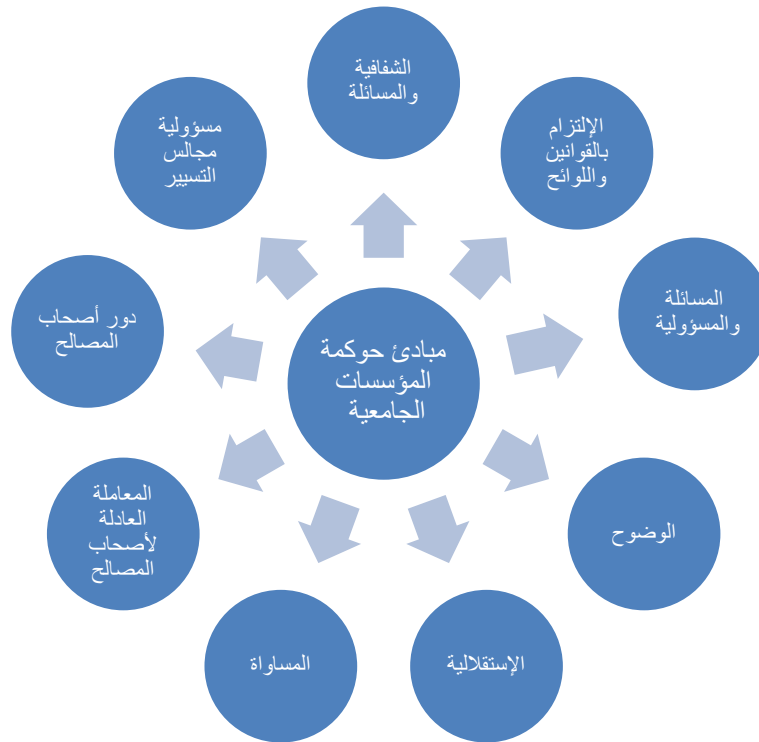 الشفافية
والمسائلة
الإلتزام
بالقوانين
واللوائح
المسائلة
والمسؤولية
الوضوح
الإستقلالية
المساواة
المعاملة
العادلة
لأصحاب
المصالح
دور أصحاب
المصالح
مسؤولية
مجالس
التسيير
مبادئ حوكمة
المؤسسات
الجامعية